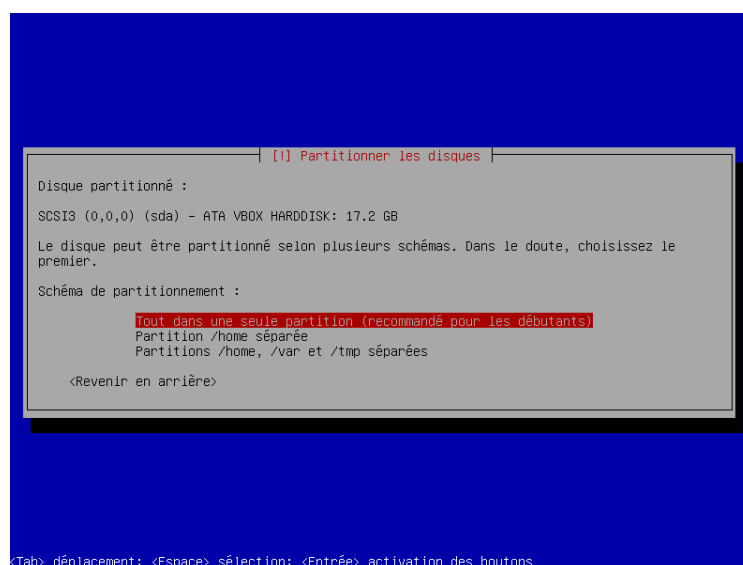 [!] Partitionner les disques
Disque partitionné :
SCSI3 (0,0,0) (sda) - ATA VBOX HARDDISK: 17.2 GB
Le disque peut être partitionné selon plusieurs schémas. Dans le doute, choisissez le
premier.
Schéma de partitionnement :
Tout dans une seule partition (recommandé pour les débutants)
Partition /home séparée
Partitions /home, /var et /tmp séparées
<Revenir en arrière>
<Tab> déplacement; <Espace> sélection; <Entrée> activation des boutons